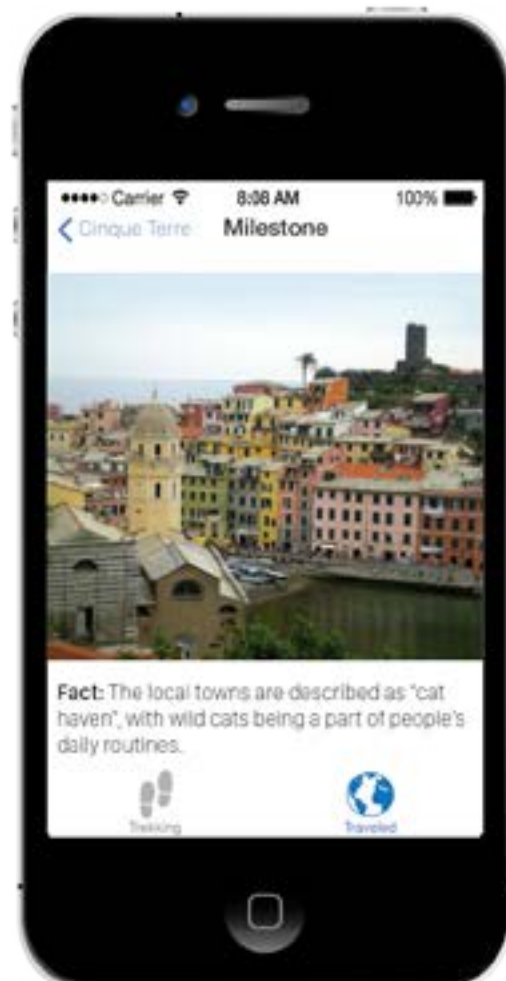 Carrier 8:08 AM 100%
Cinque Terre Milestone
Fact: The local towns are described as "cat
haven", with wild cats being a part of people's
daily routines.
Trekking Traveled